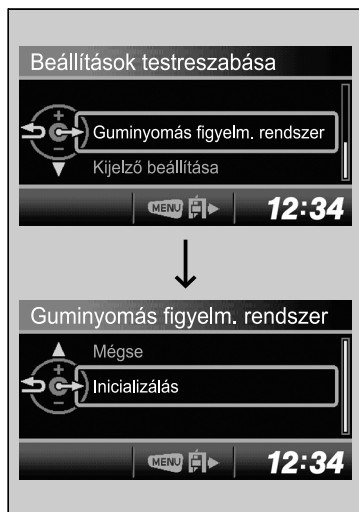 Beállítások testreszabása
Guminyomás figyelm. rendszer
Kijelző beállítása
MENU 12:34
Guminyomás figyelm. rendszer
Mégse
Inicializálás
MENU 12:34